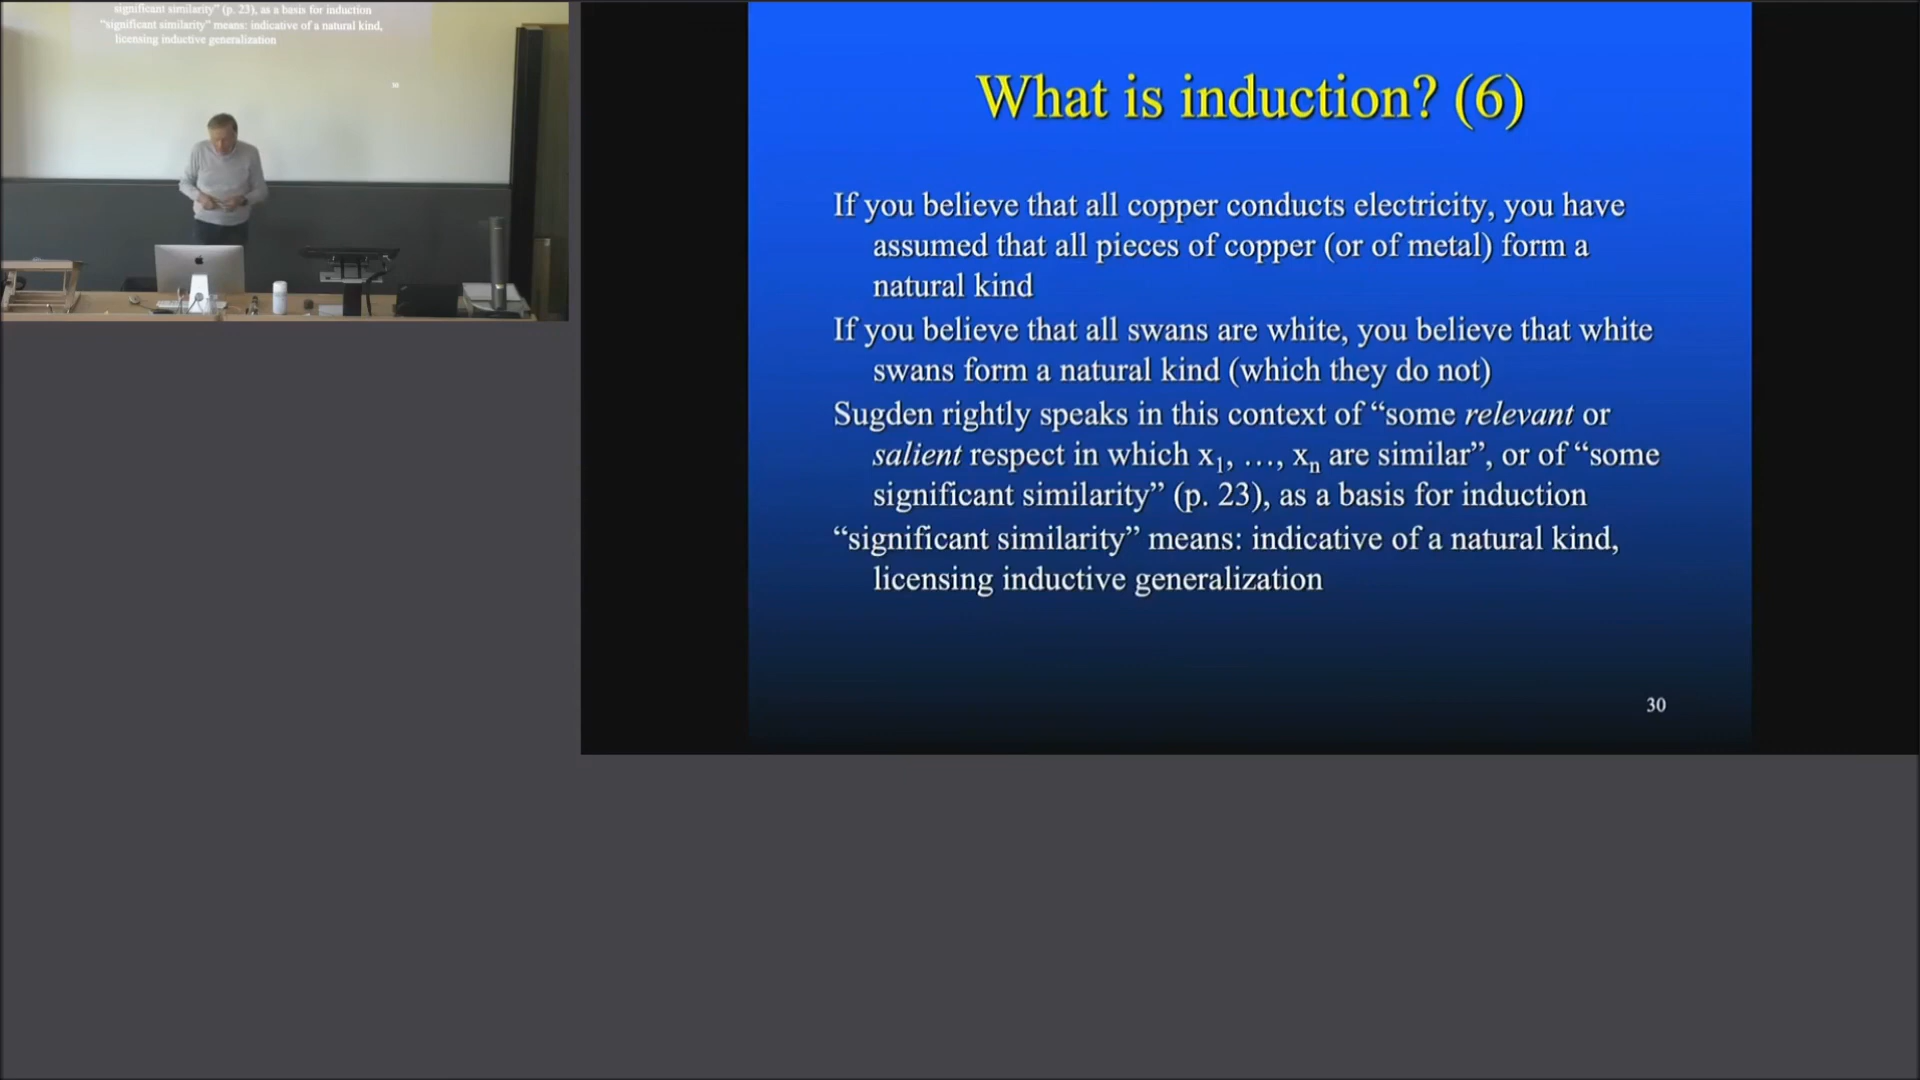 significant similarity” (p. 23), as a basis for induction
“significant similarity” means: indicative of a natural kind,
licensing inductive generalization
30
What is induction? (6)
If you believe that all copper conducts electricity, you have
assumed that all pieces of copper (or of metal) form a
natural kind
If you believe that all swans are white, you believe that white
swans form a natural kind (which they do not)
Sugden rightly speaks in this context of “some relevant or
salient respect in which x1, …, xn are similar”, or of “some
significant similarity” (p. 23), as a basis for induction
“significant similarity” means: indicative of a natural kind,
licensing inductive generalization
30